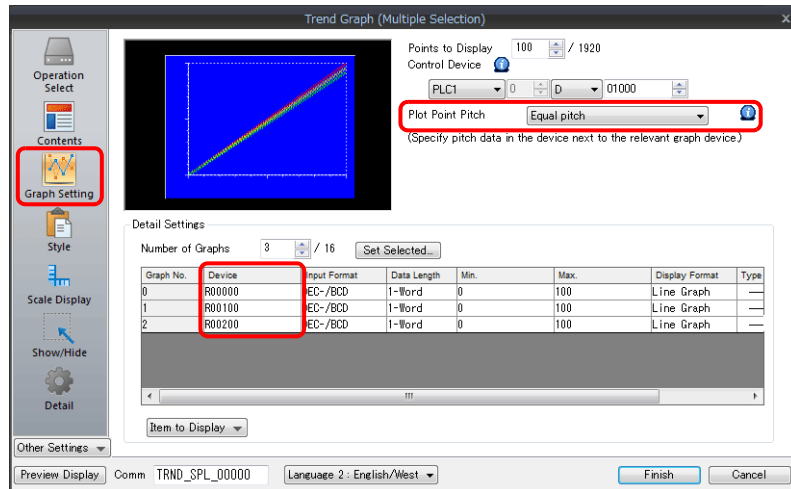 Trend Graph (Multiple Selection)
x
Operation
Select
Contents
Graph Setting
Style
Scale Display
Show/Hide
Detail
Other Settings
Points to Display 100 / 1920
Control Device
PLC1 0 D 01000
Plot Point Pitch Equal pitch
(Specify pitch data in the device next to the relevant graph device.)
Detail Settings
Number of Graphs 3 / 16 Set Selected...
Graph No. Device Input Format Data Length Min. Max. Display Format Type
0 R00000 DEC-/BCD 1-Word 0 100 Line Graph
1 R00100 DEC-/BCD 1-Word 0 100 Line Graph
2 R00200 DEC-/BCD 1-Word 0 100 Line Graph
Item to Display
Preview Display Comm TRND_SPL_00000 Language 2 : English/West Finish Cancel